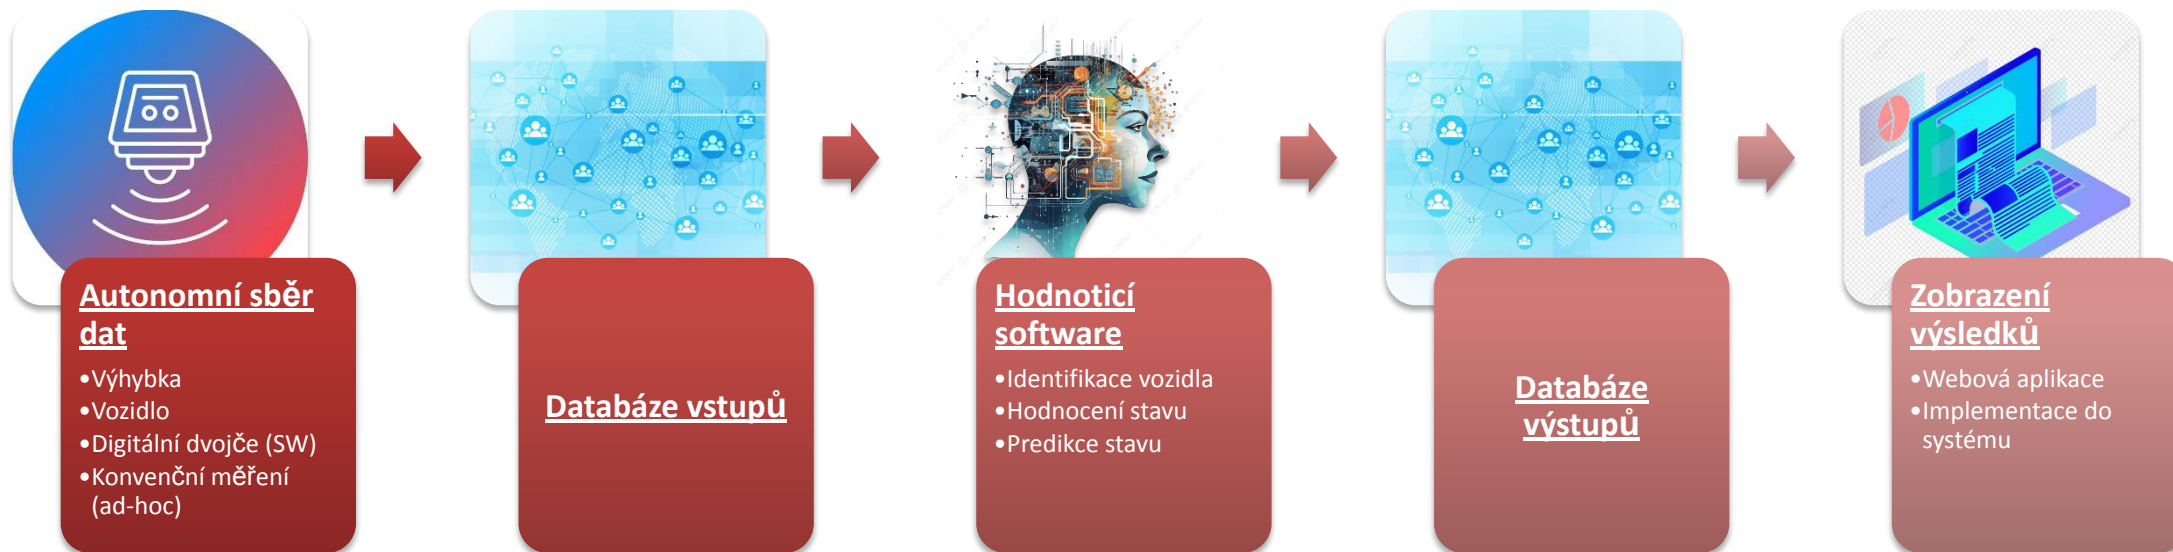 Autonomní sběr
dat
•Výhybka
•Vozidlo
•Digitální dvojče (SW)
•Konvenční měření
(ad-hoc)
Databáze vstupů
Hodnoticí
software
•Identifikace vozidla
•Hodnocení stavu
•Predikce stavu
Databáze
výstupů
Zobrazení
výsledků
•Webová aplikace
•Implementace do
systému